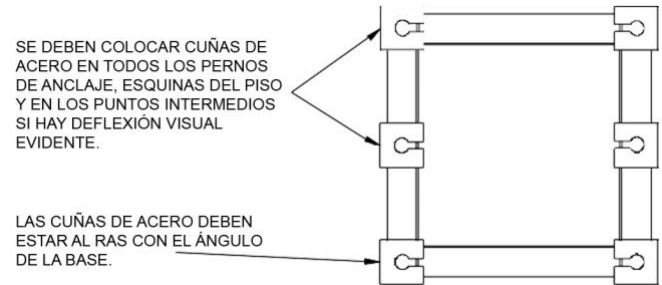 SE DEBEN COLOCAR CUÑAS DE
ACERO EN TODOS LOS PERNOS
DE ANCLAJE, ESQUINAS DEL PISO
Y EN LOS PUNTOS INTERMEDIOS
SI HAY DEFLEXIÓN VISUAL
EVIDENTE.
LAS CUÑAS DE ACERO DEBEN
ESTAR AL RAS CON EL ÁNGULO
DE LA BASE.